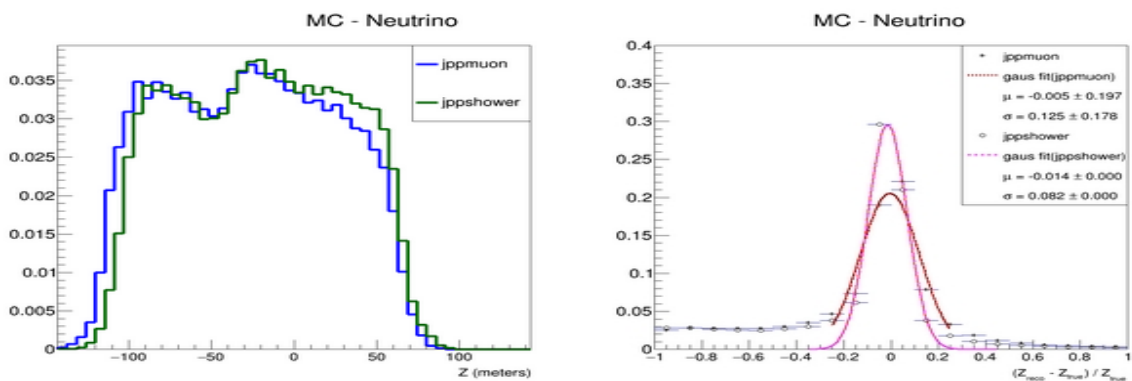 MC - Neutrino
jppmuon
jppshower
0.035
0.03
0.025
0.02
0.015
0.01
0.005
0
-100 -50 0 50 100
Z (meters)
MC - Neutrino
jppmuon
gaus fit(jppmuon)
μ = -0.005 ± 0.197
σ = 0.125 ± 0.178
jppshower
gaus fit(jppshower)
μ = -0.014 ± 0.000
σ = 0.082 ± 0.000
0.4
0.35
0.3
0.25
0.2
0.15
0.1
0.05
0
-1 -0.8 -0.6 -0.4 -0.2 0 0.2 0.4 0.6 0.8 1
(Z_reco - Z_true) / Z_true